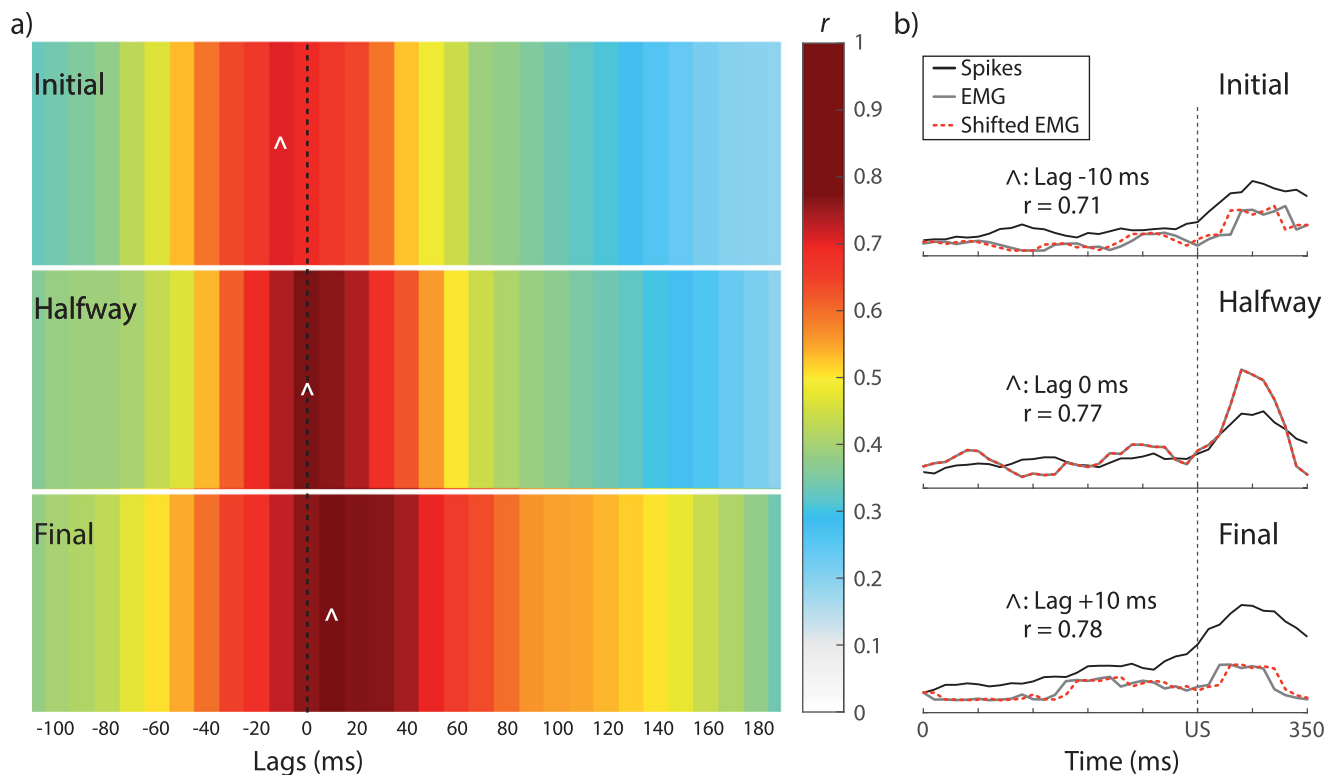 a)
Initial
^
Halfway
^
Final
^
-100 -80 -60 -40 -20 0 20 40 60 80 100 120 140 160 180
Lags (ms)
r
1
0.9
0.8
0.7
0.6
0.5
0.4
0.3
0.2
0.1
0
b)
Spikes
EMG
Shifted EMG
Initial
^: Lag -10 ms
r = 0.71
Halfway
^: Lag 0 ms
r = 0.77
Final
^: Lag +10 ms
r = 0.78
0 US 350
Time (ms)